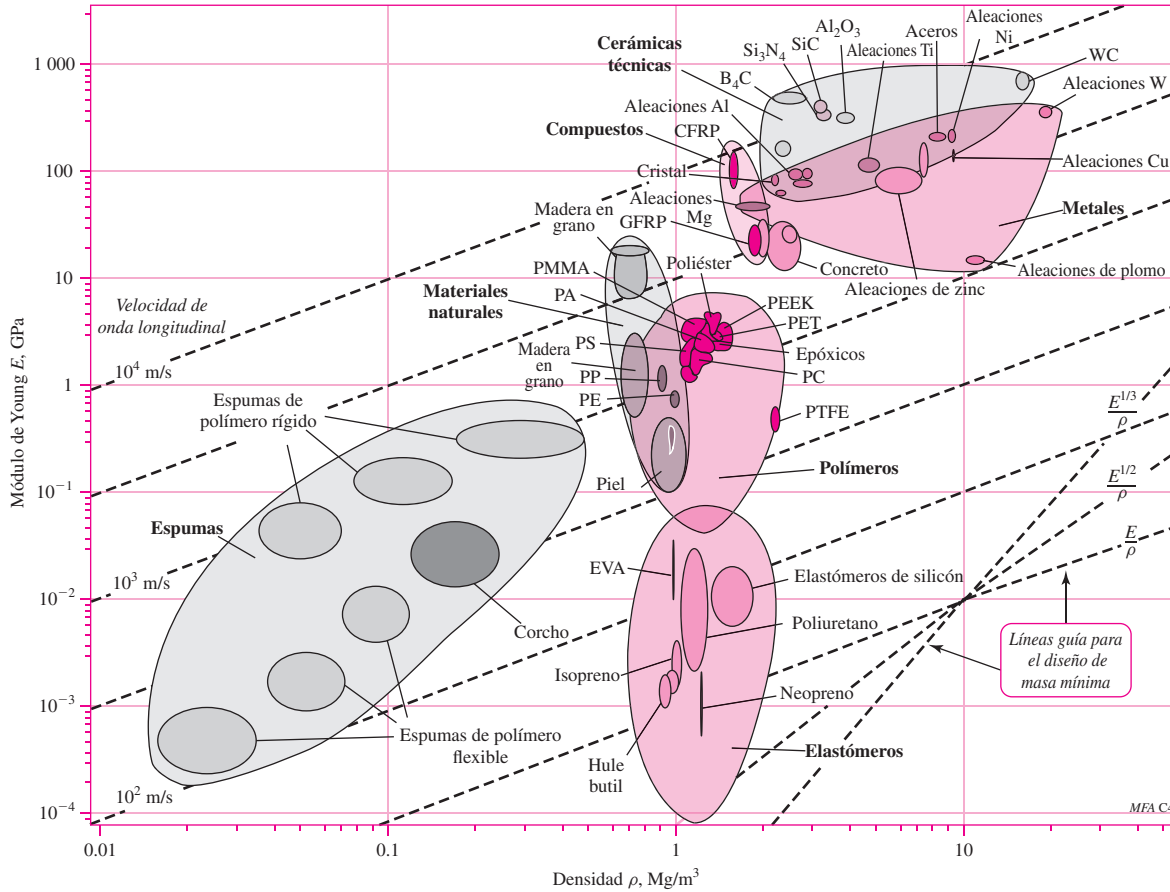 Módulo de Young E, GPa
1 000
100
10
1
10⁻¹
10⁻²
10⁻³
10⁻⁴
0.01
0.1
1
10
Densidad ρ, Mg/m³
Cerámicas
técnicas
B₄C
Si₃N₄
SiC
Al₂O₃
Aleaciones Ti
Aceros
Aleaciones
Ni
WC
Aleaciones W
Aleaciones Al
Compuestos
CFRP
Cristal
Aleaciones
Mg
GFRP
Aleaciones Cu
Metales
Aleaciones de plomo
Aleaciones de zinc
Concreto
Madera en
grano
PMMA
Poliéster
Materiales
naturales
PA
PEEK
PET
PS
Epóxicos
Madera
en
grano
PP
PC
PE
PTFE
Piel
Polímeros
Velocidad de
onda longitudinal
10⁴ m/s
10³ m/s
10² m/s
Espumas de
polímero rígido
Espumas
Corcho
Espumas de polímero
flexible
EVA
Elastómeros de silicón
Poliuretano
Isopreno
Neopreno
Hule
butil
Elastómeros
E^1/3
ρ
E^1/2
ρ
E
ρ
Líneas guía para
el diseño de
masa mínima
MFA C4